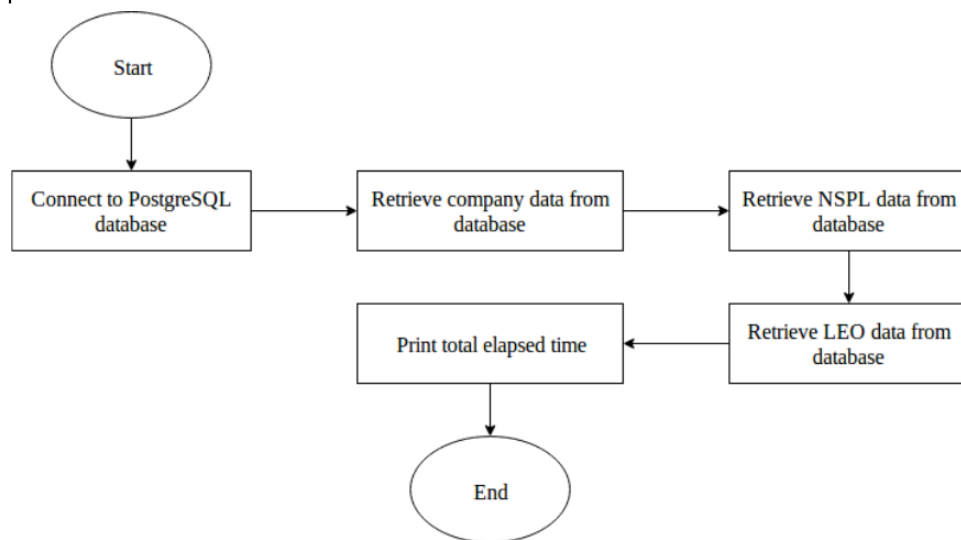 Start
Connect to PostgreSQL
database
Retrieve company data from
database
Retrieve NSPL data from
database
Retrieve LEO data from
database
Print total elapsed time
End